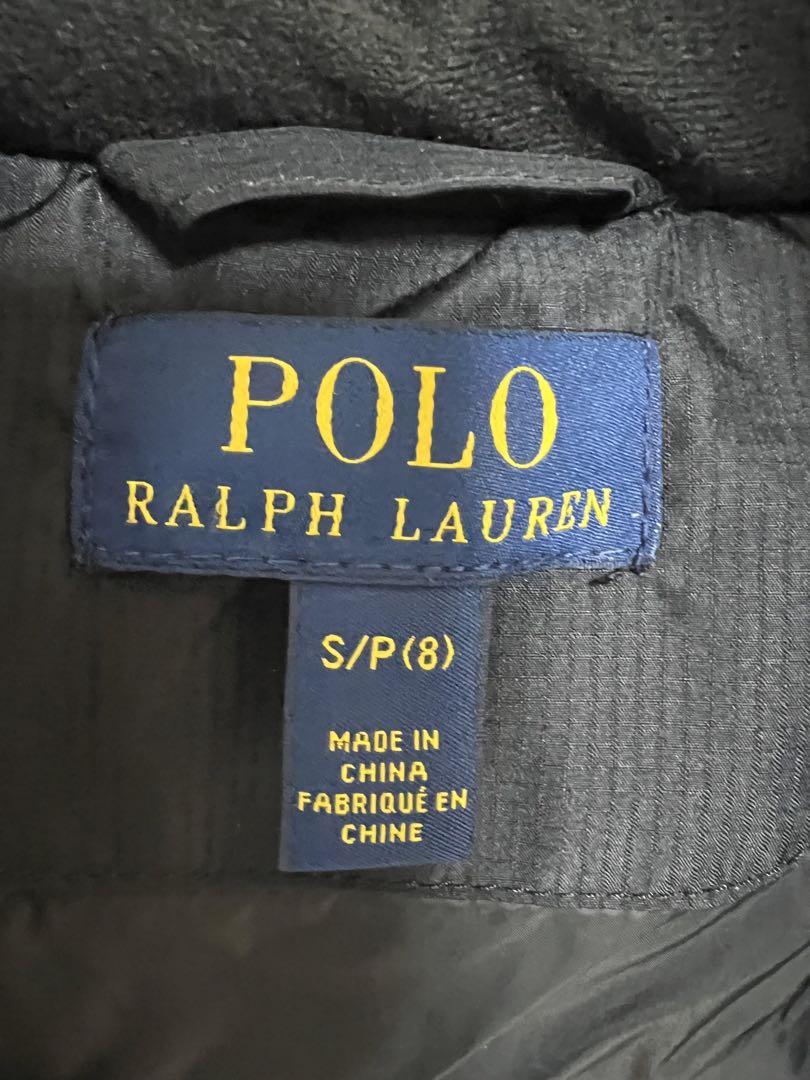 POLO
RALPH LAUREN
S/P(8)
MADE IN
CHINA
FABRIQUÉ EN
CHINE